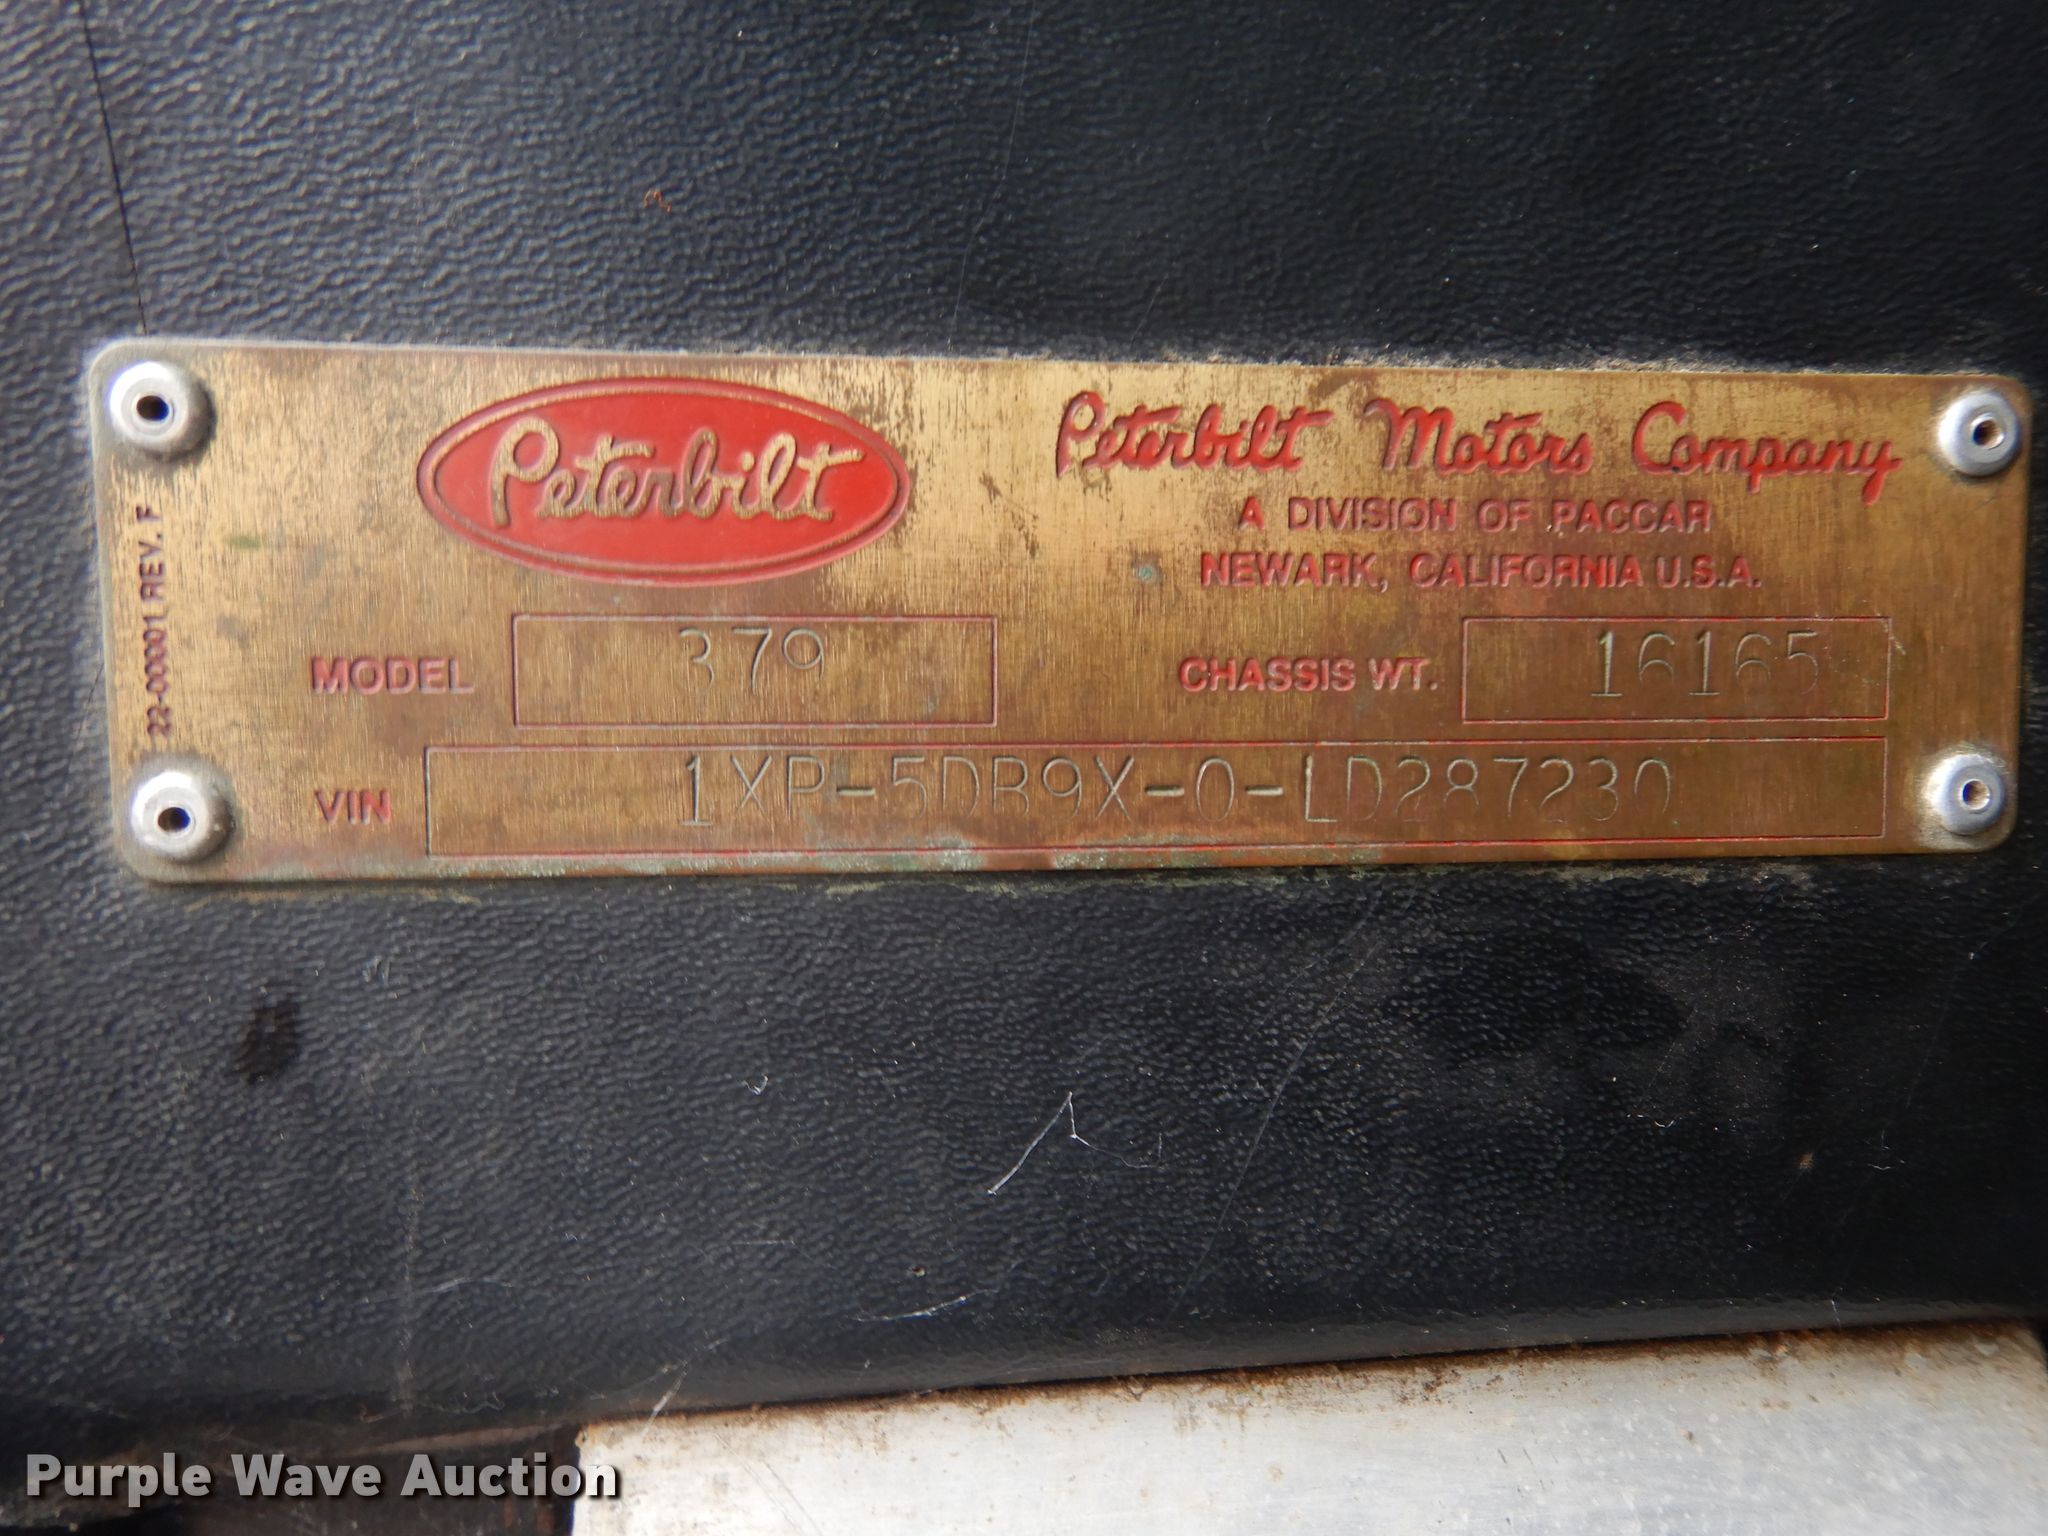 Peterbilt
Peterbilt Motors Company
A DIVISION OF PACCAR
NEWARK, CALIFORNIA U.S.A.
22-00001 REV. F
MODEL 379
CHASSIS WT. 16165
VIN 1XP-5DB9X-0-LD287230
Purple Wave Auction